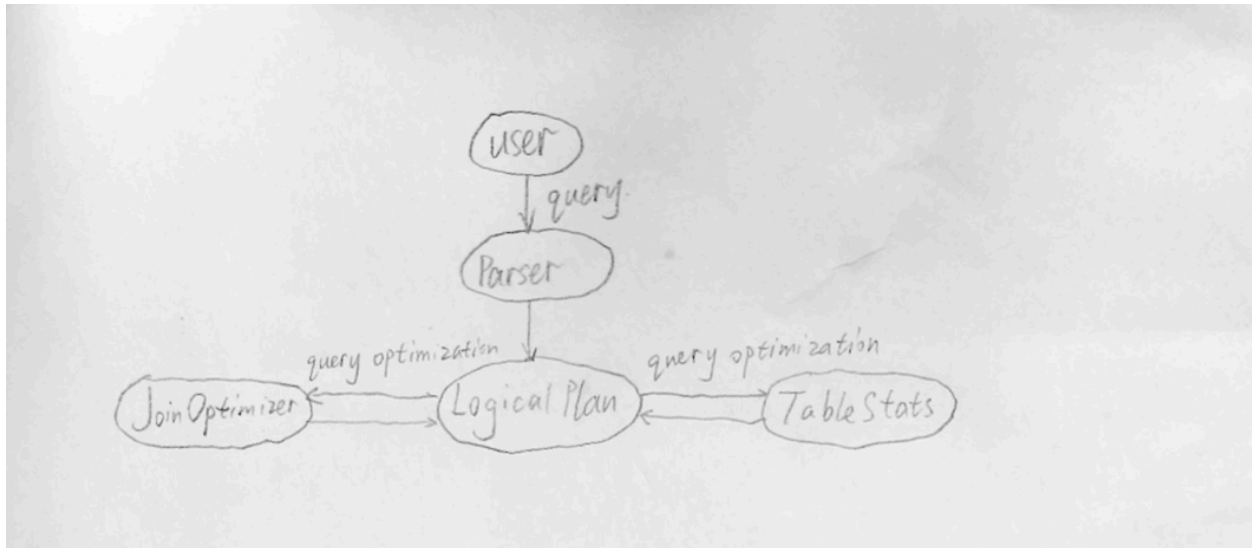 user
query.
Parser
query optimization
query optimization
JoinOptimizer
Logical Plan
TableStats